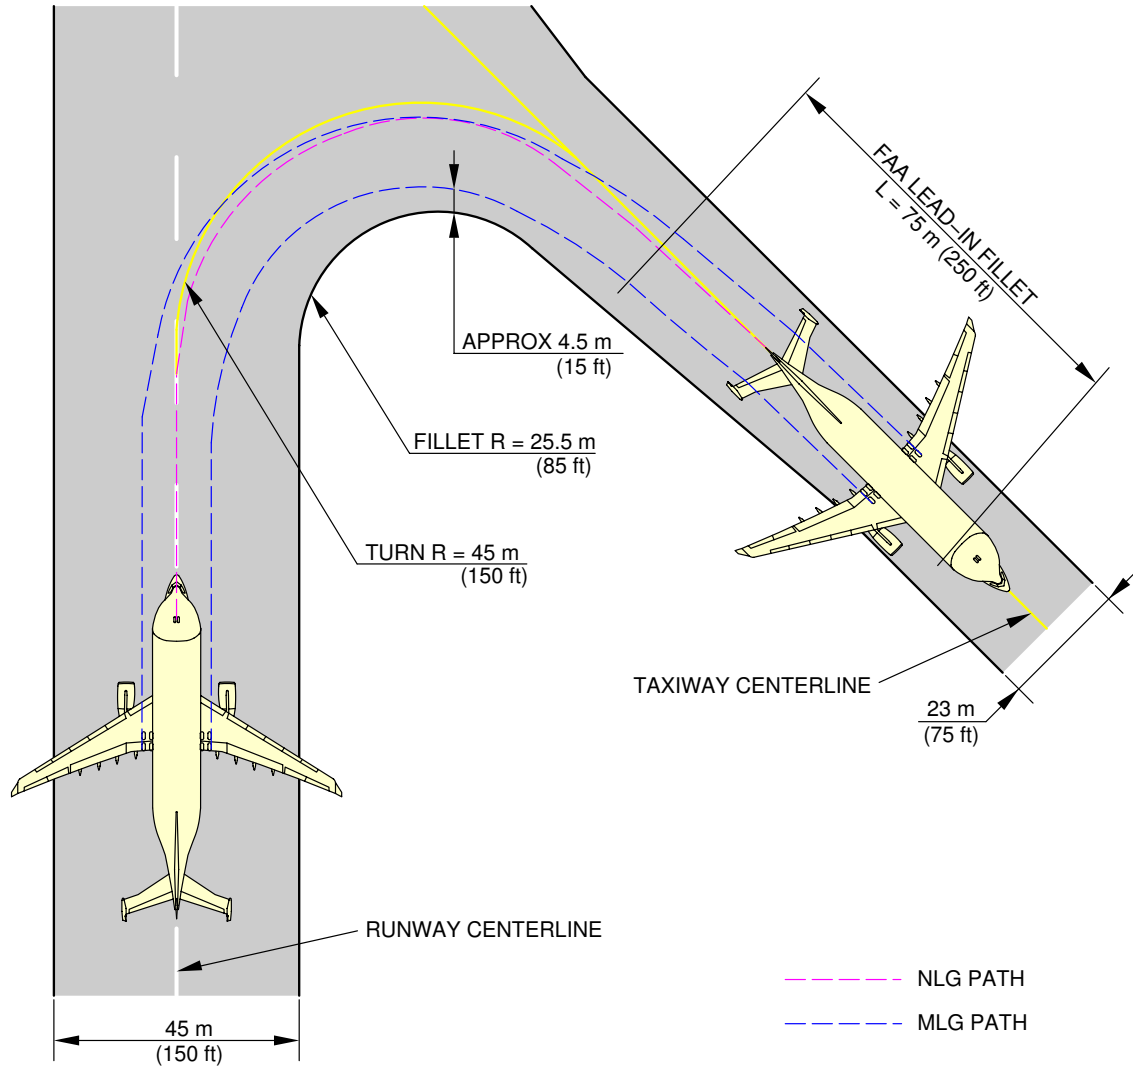 FAA LEAD-IN FILLET
L = 75 m (250 ft)
APPROX 4.5 m
(15 ft)
FILLET R = 25.5 m
(85 ft)
TURN R = 45 m
(150 ft)
TAXIWAY CENTERLINE
23 m
(75 ft)
RUNWAY CENTERLINE
NLG PATH
MLG PATH
45 m
(150 ft)